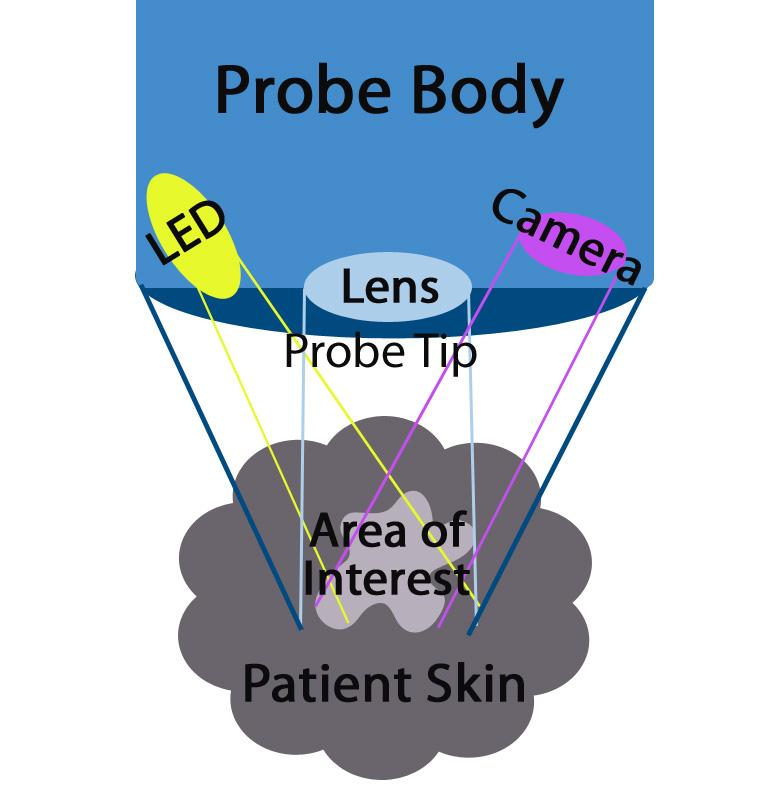 Probe Body
LED
Camera
Lens
Probe Tip
Area of
Interest
Patient Skin